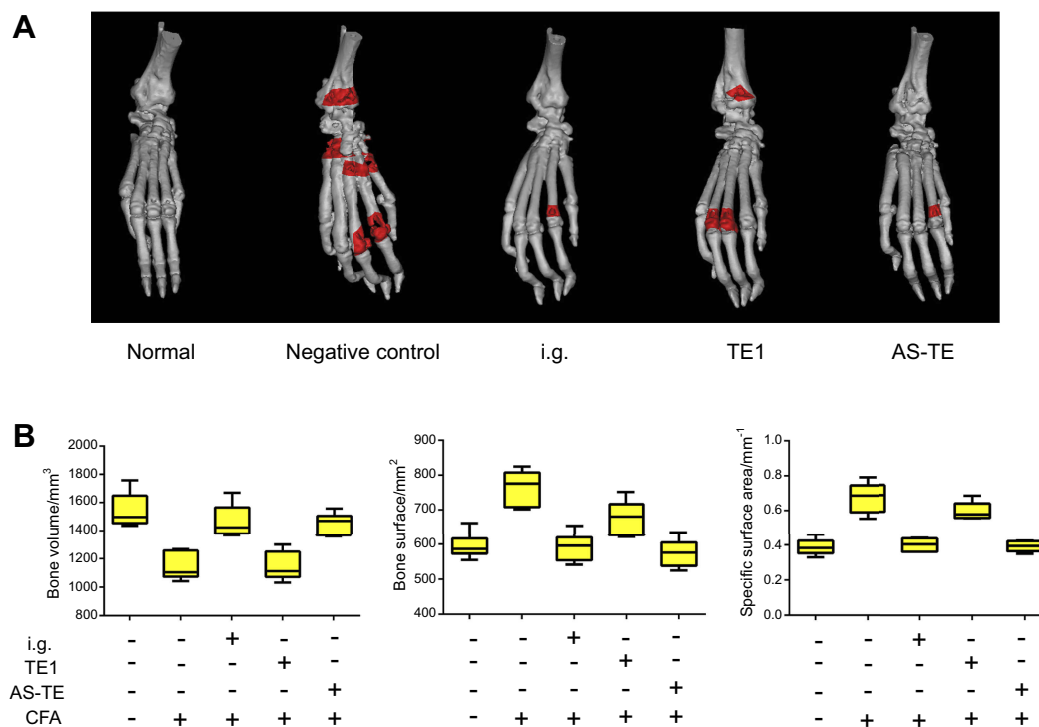 A
Normal Negative control i.g. TE1 AS-TE
B
Bone volume/mm³
2000
1800
1600
1400
1200
1000
800
Bone surface/mm²
900
800
700
600
500
400
Specific surface area/mm⁻¹
1.0
0.8
0.6
0.4
0.2
0.0
i.g. - - + - - - - + - - - - + - -
TE1 - - - + - - - - + - - - - + -
AS-TE - - - - + - - - - + - - - - +
CFA - + + + + - + + + + - + + + +